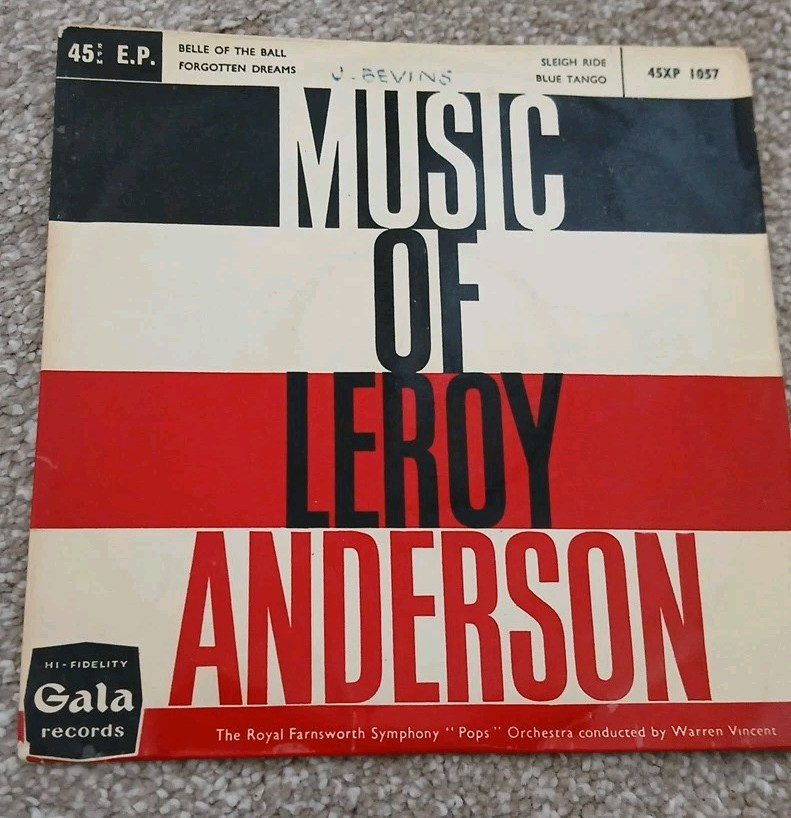 45 RPM E.P.
BELLE OF THE BALL
FORGOTTEN DREAMS
J. BEVINS
SLEIGH RIDE
BLUE TANGO
45XP 1057
MUSIC
OF
LEROY
ANDERSON
HI-FIDELITY
Gala
records
The Royal Farnsworth Symphony "Pops" Orchestra conducted by Warren Vincent